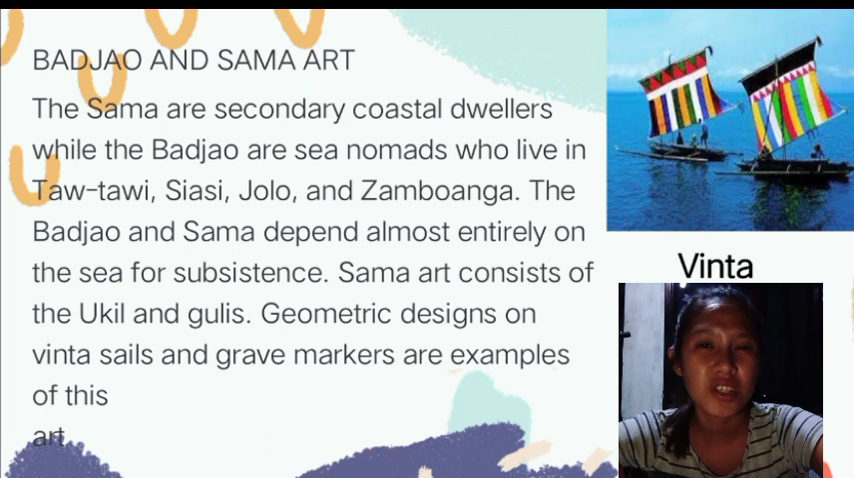 BADJAO AND SAMA ART
The Sama are secondary coastal dwellers
while the Badjao are sea nomads who live in
Taw-tawi, Siasi, Jolo, and Zamboanga. The
Badjao and Sama depend almost entirely on
the sea for subsistence. Sama art consists of
the Ukil and gulis. Geometric designs on
vinta sails and grave markers are examples
of this
art
Vinta